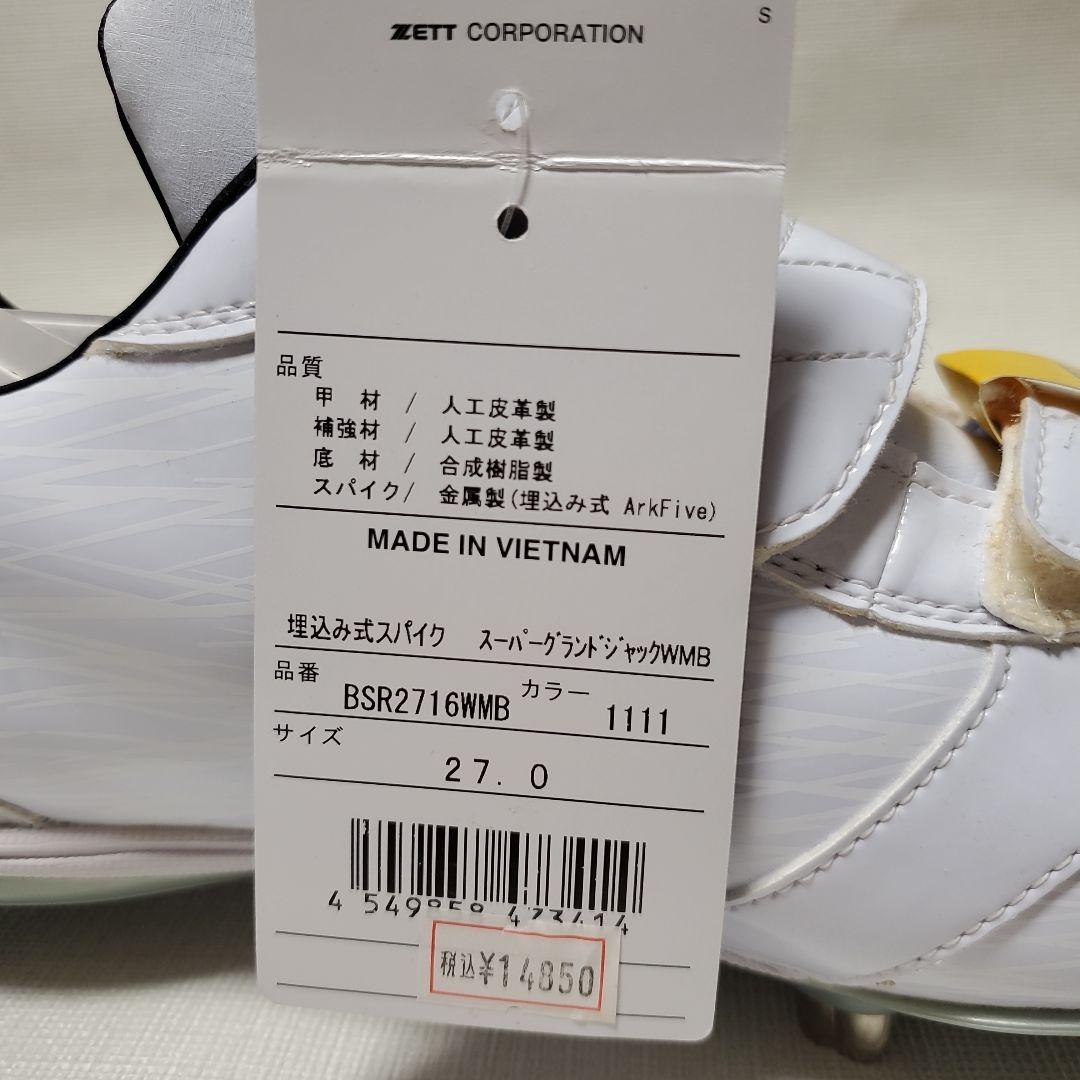 S
ZETT CORPORATION
品質
甲 材 / 人工皮革製
補強材 / 人工皮革製
底 材 / 合成樹脂製
スパイク/ 金属製(埋込み式 ArkFive)
MADE IN VIETNAM
埋込み式スパイク スーパーグランドジャックWMB
品番 BSR2716WMB カラー 1111
サイズ 27.0
4 549959
税込¥14850